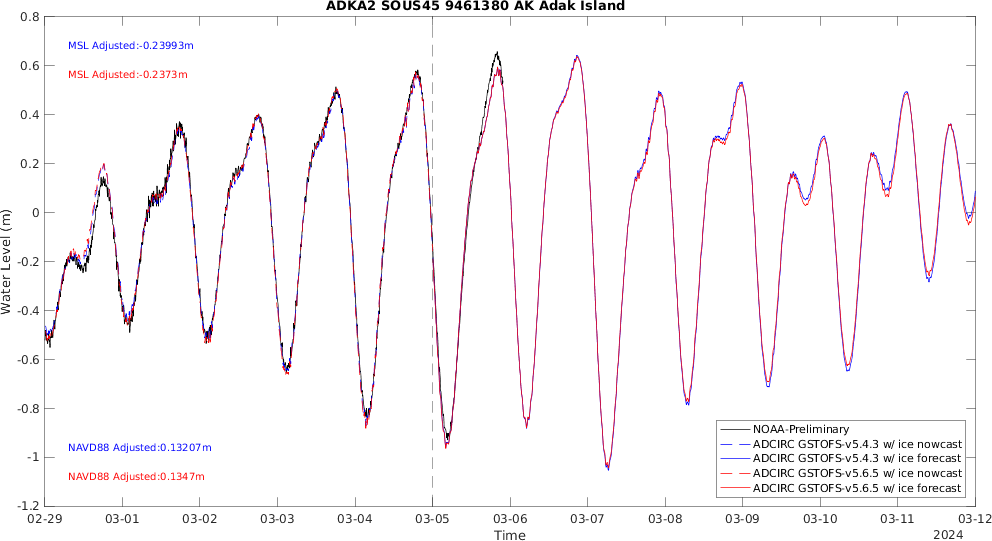 ADKA2 SOUS45 9461380 AK Adak Island
0.8
0.6
0.4
0.2
0
-0.2
-0.4
-0.6
-0.8
-1
-1.2
Water Level (m)
MSL Adjusted:-0.23993m
MSL Adjusted:-0.2373m
NAVD88 Adjusted:0.13207m
NAVD88 Adjusted:0.1347m
NOAA-Preliminary
ADCIRC GSTOFS-v5.4.3 w/ ice nowcast
ADCIRC GSTOFS-v5.4.3 w/ ice forecast
ADCIRC GSTOFS-v5.6.5 w/ ice nowcast
ADCIRC GSTOFS-v5.6.5 w/ ice forecast
02-29 03-01 03-02 03-03 03-04 03-05 03-06 03-07 03-08 03-09 03-10 03-11 03-12
Time
2024